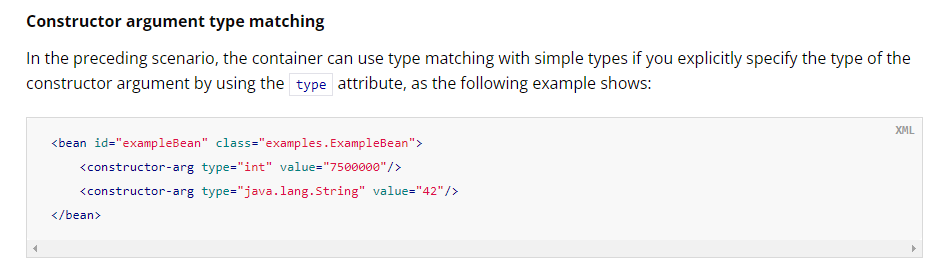 Constructor argument type matching
In the preceding scenario, the container can use type matching with simple types if you explicitly specify the type of the
constructor argument by using the type attribute, as the following example shows:
XML
<bean id="exampleBean" class="examples.ExampleBean">
    <constructor-arg type="int" value="7500000"/>
    <constructor-arg type="java.lang.String" value="42"/>
</bean>